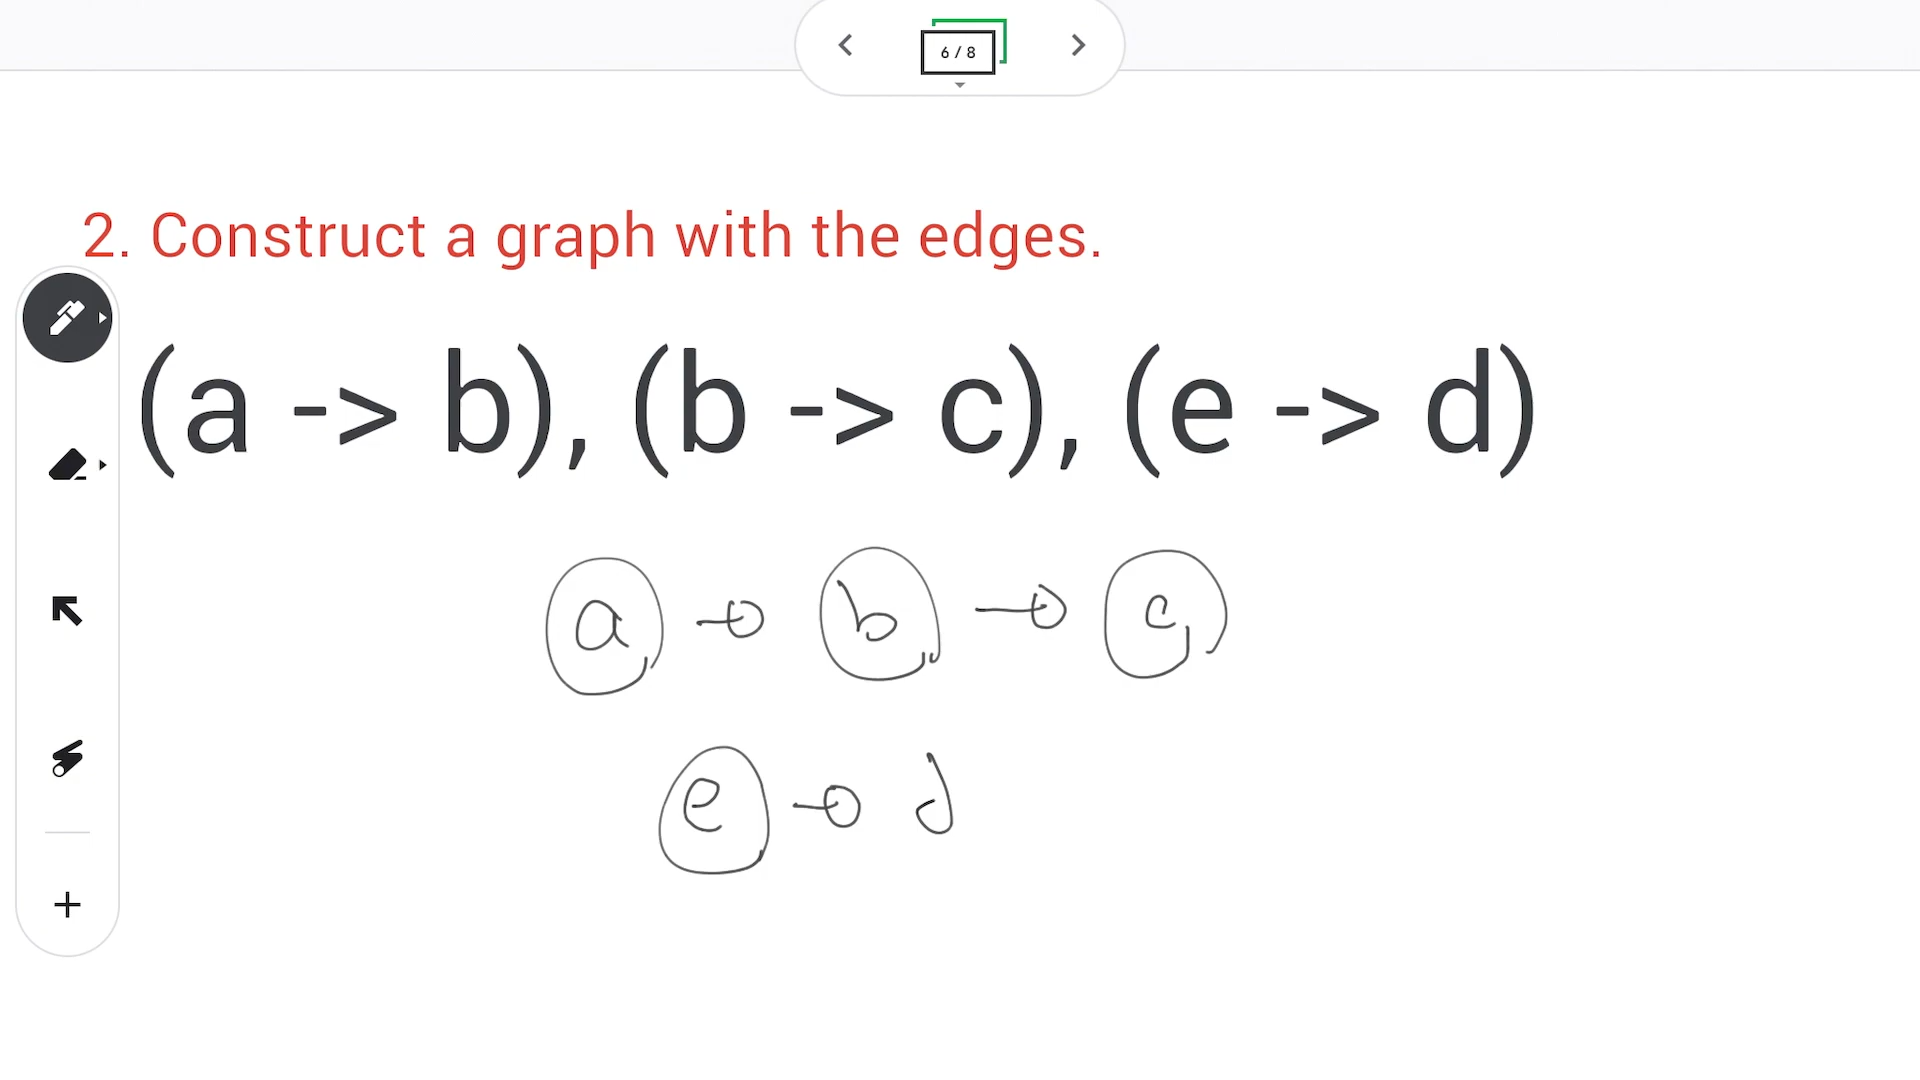 6 / 8
2. Construct a graph with the edges.
(a -> b), (b -> c), (e -> d)
a b c
e d